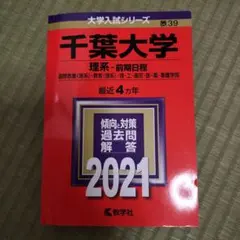 大学入試シリーズ
39
千葉大学
理系-前期日程
最近4カ年
傾向と対策
過去問
解答
2021
教学社